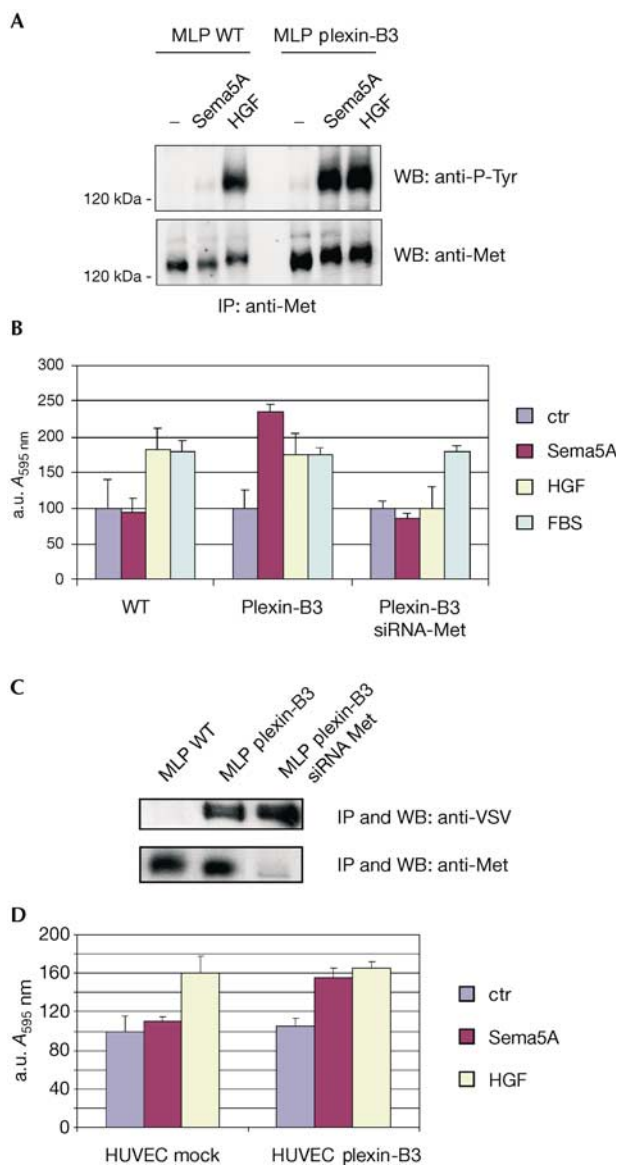 A
MLP WT MLP plexin-B3
– Sema5A HGF – Sema5A HGF
WB: anti-P-Tyr
120 kDa -
WB: anti-Met
120 kDa -
IP: anti-Met
B
300
250
200
150
100
50
0
a.u. A595 nm
WT Plexin-B3 Plexin-B3
siRNA-Met
ctr
Sema5A
HGF
FBS
C
MLP WT MLP plexin-B3 MLP plexin-B3
siRNA Met
IP and WB: anti-VSV
IP and WB: anti-Met
D
200
160
120
80
40
0
a.u. A595 nm
HUVEC mock HUVEC plexin-B3
ctr
Sema5A
HGF